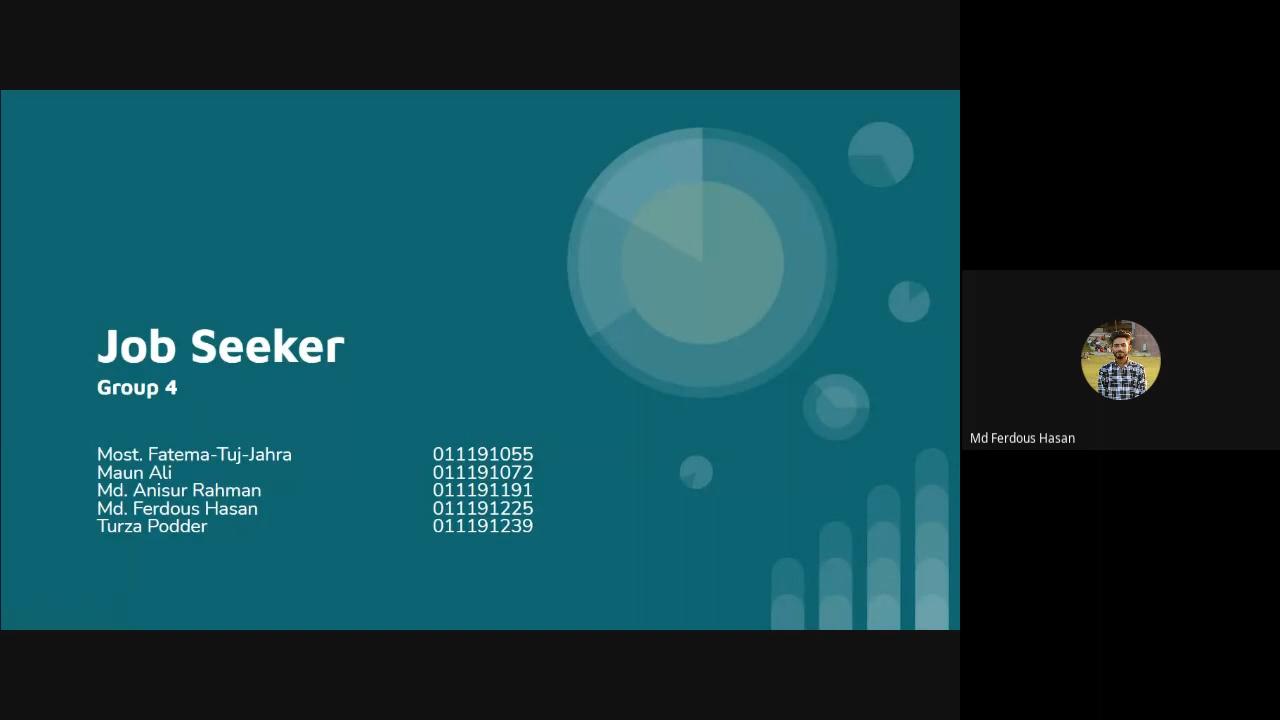 Job Seeker
Group 4
Most. Fatema-Tuj-Jahra 011191055
Maun Ali 011191072
Md. Anisur Rahman 011191191
Md. Ferdous Hasan 011191225
Turza Podder 011191239
Md Ferdous Hasan